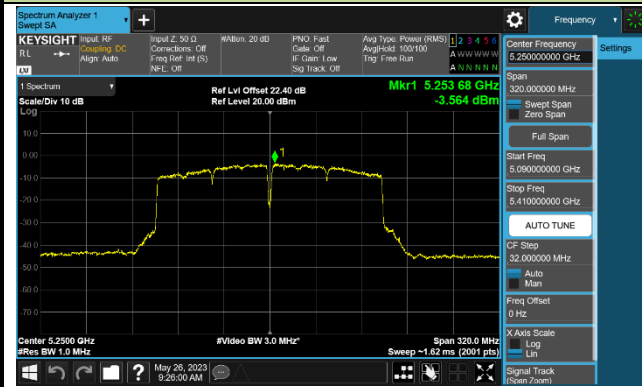 Spectrum Analyzer 1
Swept SA
Frequency
KEYSIGHT
RL
LXI
Input: RF
Coupling: DC
Align: Auto
Input Z: 50 Ω
Corrections: Off
Freq Ref: Int (S)
NFE: Off
#Atten: 20 dB
PNO: Fast
Gate: Off
IF Gain: Low
Sig Track: Off
Avg Type: Power (RMS)
Avg|Hold: 100/100
Trig: Free Run
1 2 3 4 5 6
A W W W W W
A N N N N N
1 Spectrum
Scale/Div 10 dB
Log
Ref Lvl Offset 22.40 dB
Ref Level 20.00 dBm
Mkr1 5.253 68 GHz
-3.564 dBm
10.0
0.00
-10.0
-20.0
-30.0
-40.0
-50.0
-60.0
-70.0
1
Center 5.2500 GHz
#Res BW 1.0 MHz
#Video BW 3.0 MHz*
Span 320.0 MHz
Sweep ~1.62 ms (2001 pts)
May 26, 2023
9:26:00 AM
Center Frequency
5.250000000 GHz
Span
320.000000 MHz
Swept Span
Zero Span
Full Span
Start Freq
5.090000000 GHz
Stop Freq
5.410000000 GHz
AUTO TUNE
CF Step
32.000000 MHz
Auto
Man
Freq Offset
0 Hz
X Axis Scale
Log
Lin
Signal Track
(Span Zoom)
Settings